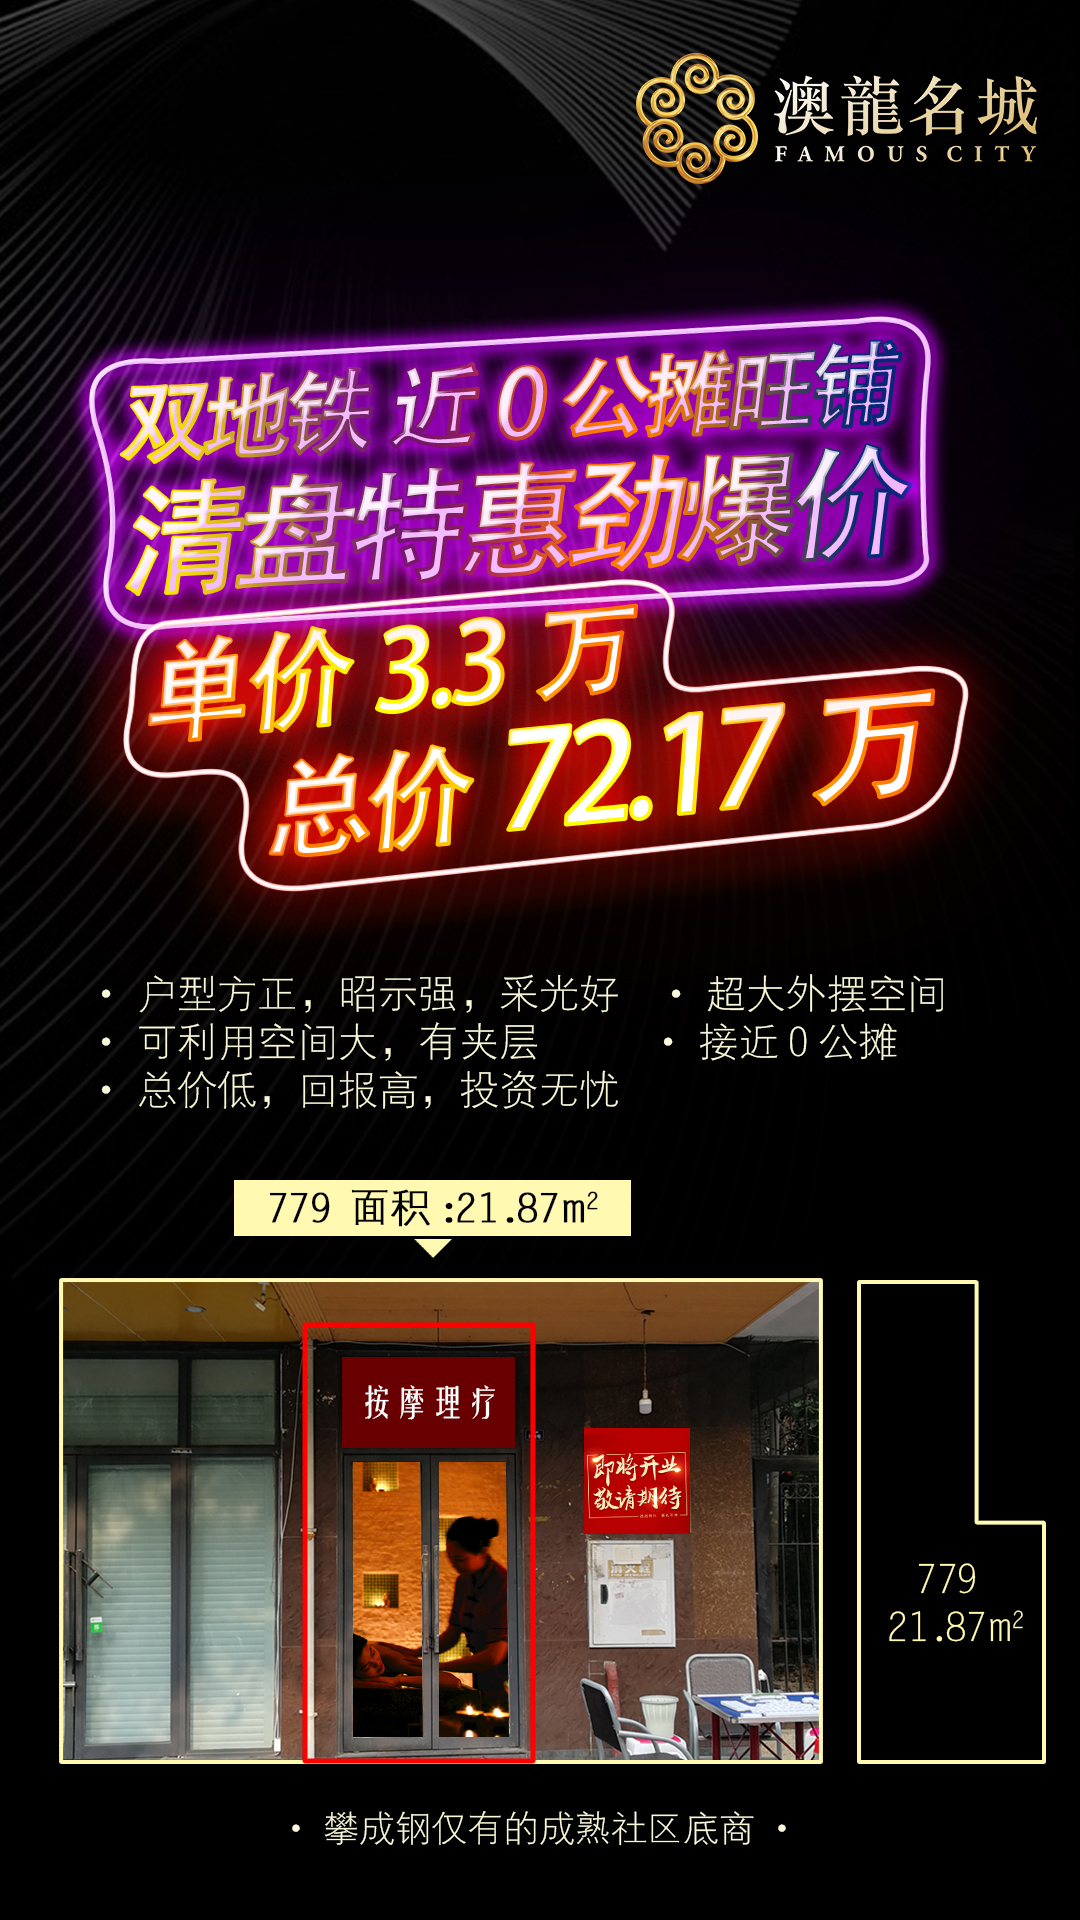 澳龍名城
FAMOUS CITY
双地铁 近0公摊旺铺
清盘特惠劲爆价
单价3.3万
总价72.17万
· 户型方正，昭示强，采光好
· 可利用空间大，有夹层
· 总价低，回报高，投资无忧
· 超大外摆空间
· 接近0公摊
779 面积:21.87m²
按摩理疗
即将开业
敬请期待
779
21.87m²
· 攀成钢仅有的成熟社区底商 ·